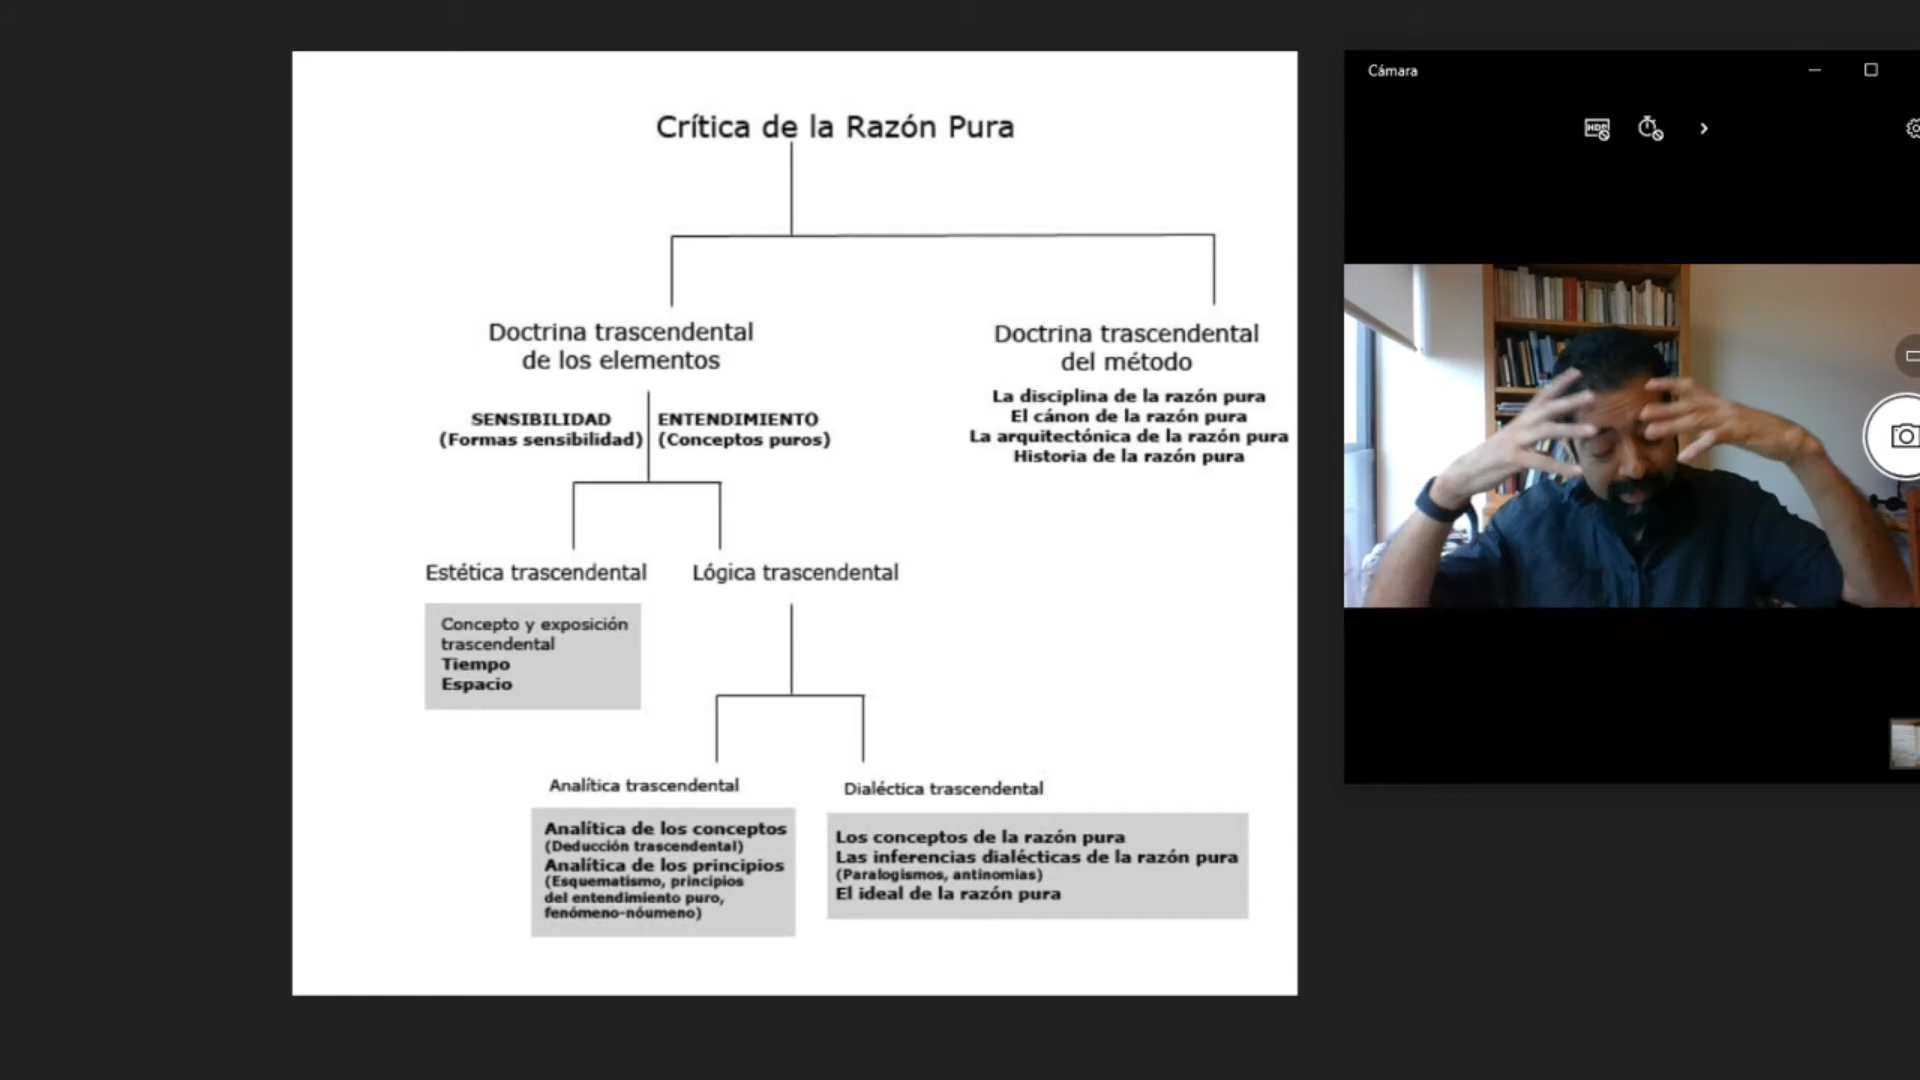 Crítica de la Razón Pura
Doctrina trascendental
de los elementos
SENSIBILIDAD
(Formas sensibilidad)
ENTENDIMIENTO
(Conceptos puros)
Doctrina trascendental
del método
La disciplina de la razón pura
El cánon de la razón pura
La arquitectónica de la razón pura
Historia de la razón pura
Estética trascendental
Concepto y exposición
trascendental
Tiempo
Espacio
Lógica trascendental
Analítica trascendental
Analítica de los conceptos
(Deducción trascendental)
Analítica de los principios
(Esquematismo, principios
del entendimiento puro,
fenómeno-nóumeno)
Dialéctica trascendental
Los conceptos de la razón pura
Las inferencias dialécticas de la razón pura
(Paralogismos, antinomias)
El ideal de la razón pura
Cámara
HDR